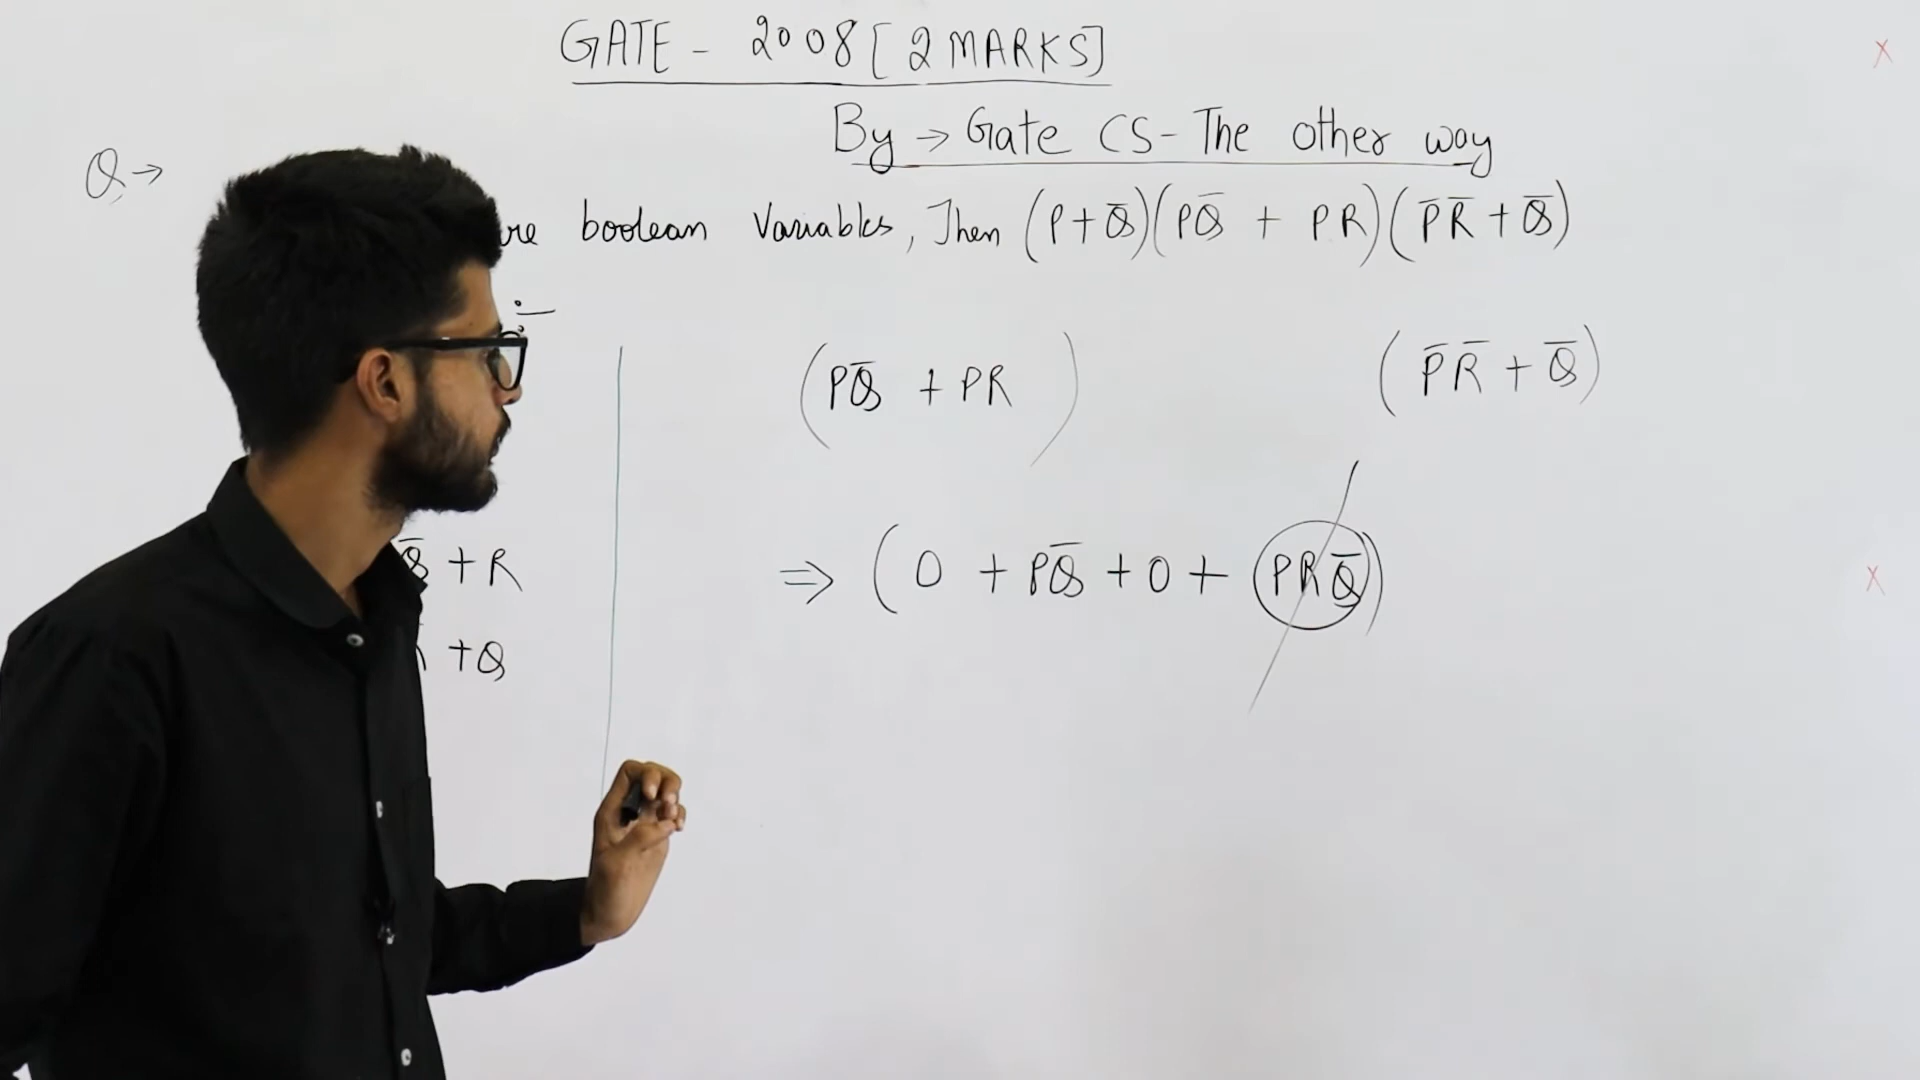 GATE - 2008 [2 MARKS]
By → Gate CS - The other way
Q →
boolean Variables, Then (P+Q̅)(PQ̅ + PR)(P̅R̅ + Q̅)
(PQ̅ + PR) (P̅R̅ + Q̅)
⇒ (0 + PQ̅ + 0 + PRQ̅)
Q̅ + R
+ Q